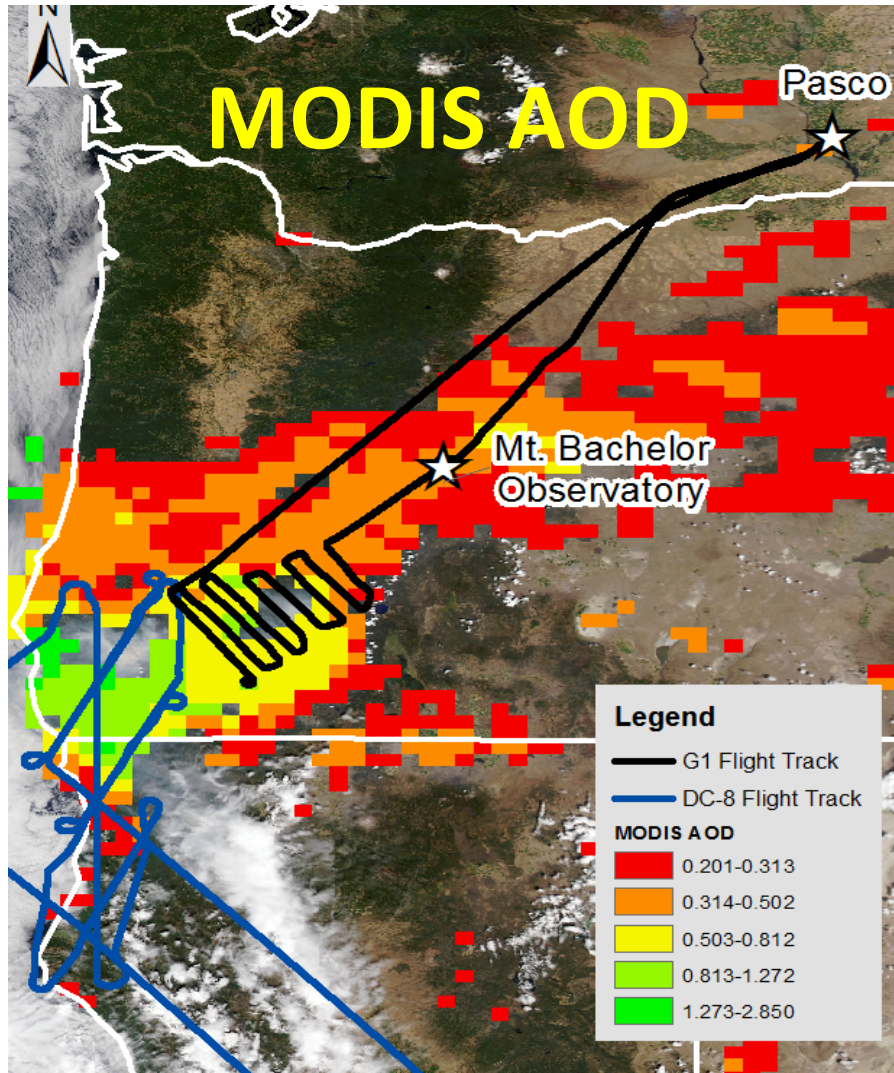 N
MODIS AOD
Pasco
Mt. Bachelor
Observatory
Legend
G1 Flight Track
DC-8 Flight Track
MODIS AOD
0.201-0.313
0.314-0.502
0.503-0.812
0.813-1.272
1.273-2.850